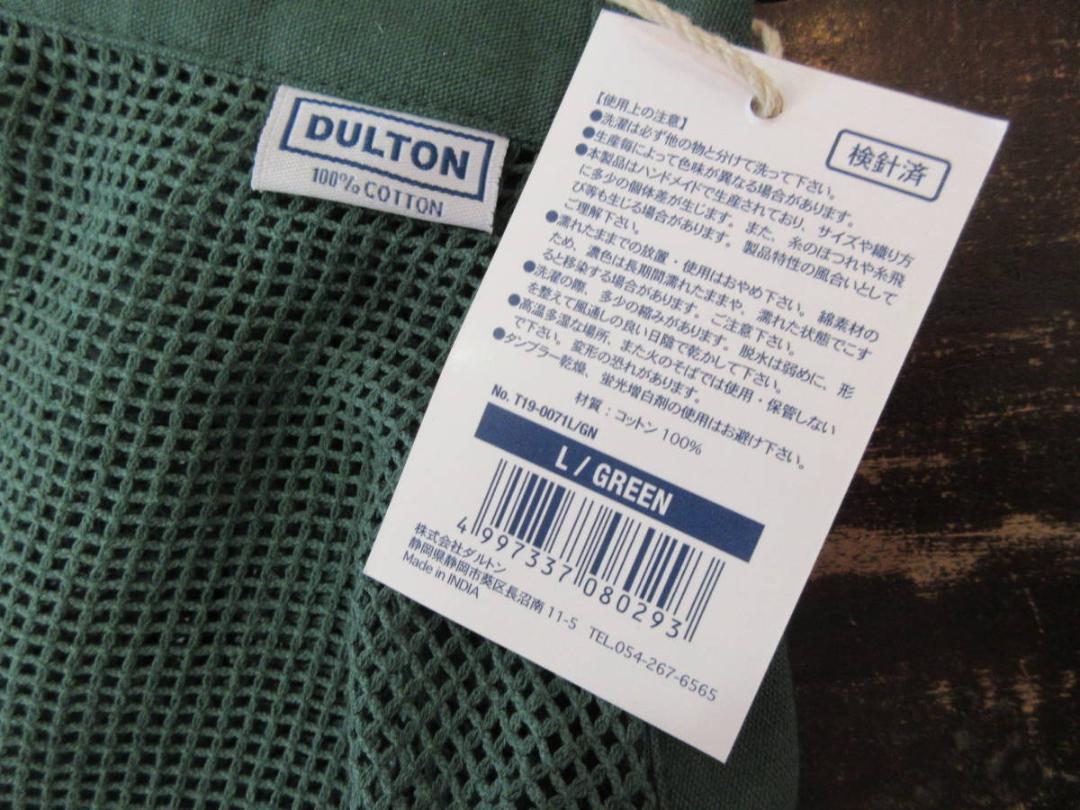 DULTON
100% COTTON
検針済
【使用上の注意】
●洗濯は必ず他の物と分けて洗って下さい。
●生産毎によって色味が異なる場合があります。
●本製品はハンドメイドで生産されており、サイズや織り方
に多少の個体差が生じます。また、糸のほつれや糸飛
び等も生じる場合があります。製品特性の風合いとして
ご理解下さい。
●濡れたままでの放置・使用はおやめ下さい。綿素材の
ため、濃色は長期間濡れたままや、濡れた状態でこす
ると移染する場合があります。ご注意下さい。
●洗濯の際、多少の縮みがあります。脱水は弱めに、形
を整えて風通しの良い日陰で乾かして下さい。
●高温多湿な場所、また火のそばでは使用・保管しない
で下さい。変形の恐れがあります。
●タンブラー乾燥、蛍光増白剤の使用はお避け下さい。
材質：コットン 100%
No. T19-0071L/GN
L / GREEN
4 997337 080293
株式会社ダルトン
静岡県静岡市葵区長沼南 11-5 TEL.054-267-6565
Made in INDIA